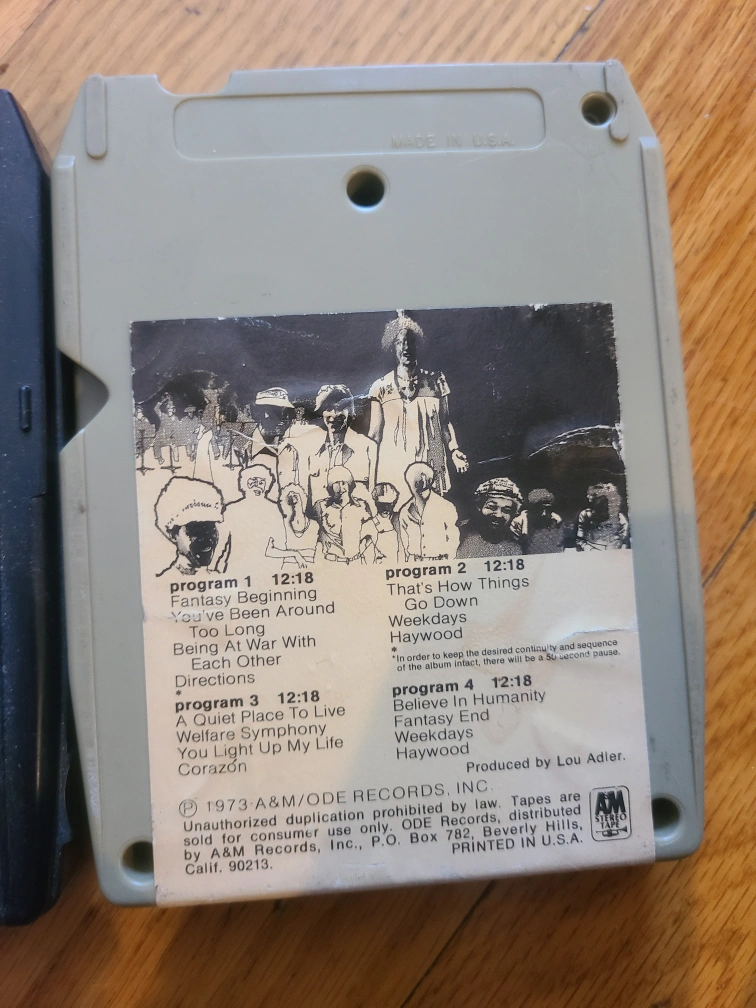 MADE IN U.S.A.
program 1 12:18
Fantasy Beginning
You've Been Around
Too Long
Being At War With
Each Other
Directions
*
program 2 12:18
That's How Things
Go Down
Weekdays
Haywood
*
*In order to keep the desired continuity and sequence
of the album intact, there will be a 50 second pause.
program 3 12:18
A Quiet Place To Live
Welfare Symphony
You Light Up My Life
Corazón
program 4 12:18
Believe In Humanity
Fantasy End
Weekdays
Haywood
Produced by Lou Adler.
Ⓟ 1973 A&M/ODE RECORDS, INC.
Unauthorized duplication prohibited by law. Tapes are
sold for consumer use only. ODE Records, distributed
by A&M Records, Inc., P.O. Box 782, Beverly Hills,
Calif. 90213. PRINTED IN U.S.A.
A&M
STEREO
TAPE